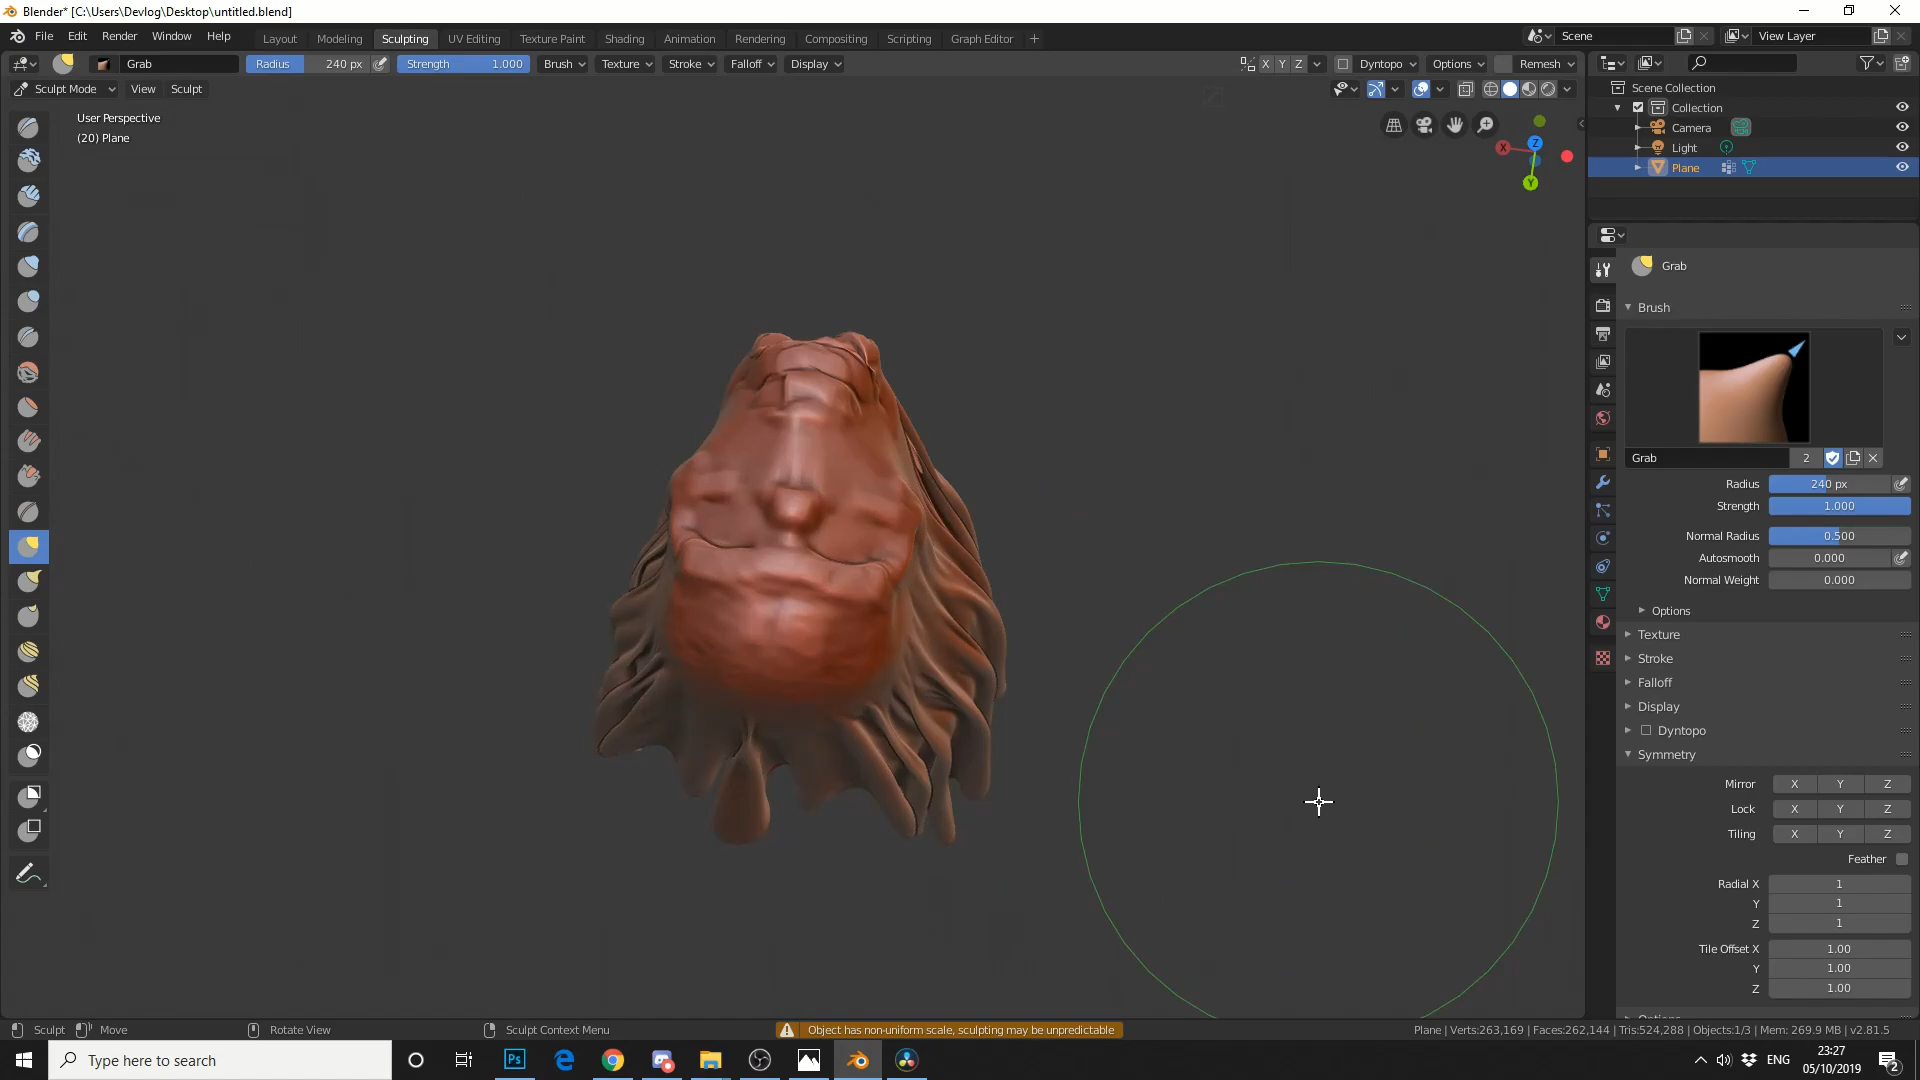 Blender* [C:\Users\Devlog\Desktop\untitled.blend]
File Edit Render Window Help Layout Modeling Sculpting UV Editing Texture Paint Shading Animation Rendering Compositing Scripting Graph Editor + Scene View Layer
Grab Radius 240 px Strength 1.000 Brush Texture Stroke Falloff Display X Y Z Dyntopo Options Remesh
Sculpt Mode View Sculpt
User Perspective
(20) Plane
X
Z
Y
Scene Collection
Collection
Camera
Light
Plane
Grab
Brush
Grab 2
Radius 240 px
Strength 1.000
Normal Radius 0.500
Autosmooth 0.000
Normal Weight 0.000
Options
Texture
Stroke
Falloff
Display
Dyntopo
Symmetry
Mirror X Y Z
Lock X Y Z
Tiling X Y Z
Feather
Radial X 1
Y 1
Z 1
Tile Offset X 1.00
Y 1.00
Z 1.00
Sculpt Move Rotate View Sculpt Context Menu Object has non-uniform scale, sculpting may be unpredictable Plane | Verts:263,169 | Faces:262,144 | Tris:524,288 | Objects:1/3 | Mem: 269.9 MB | v2.81.5
Type here to search Ps ENG 23:27
05/10/2019 2